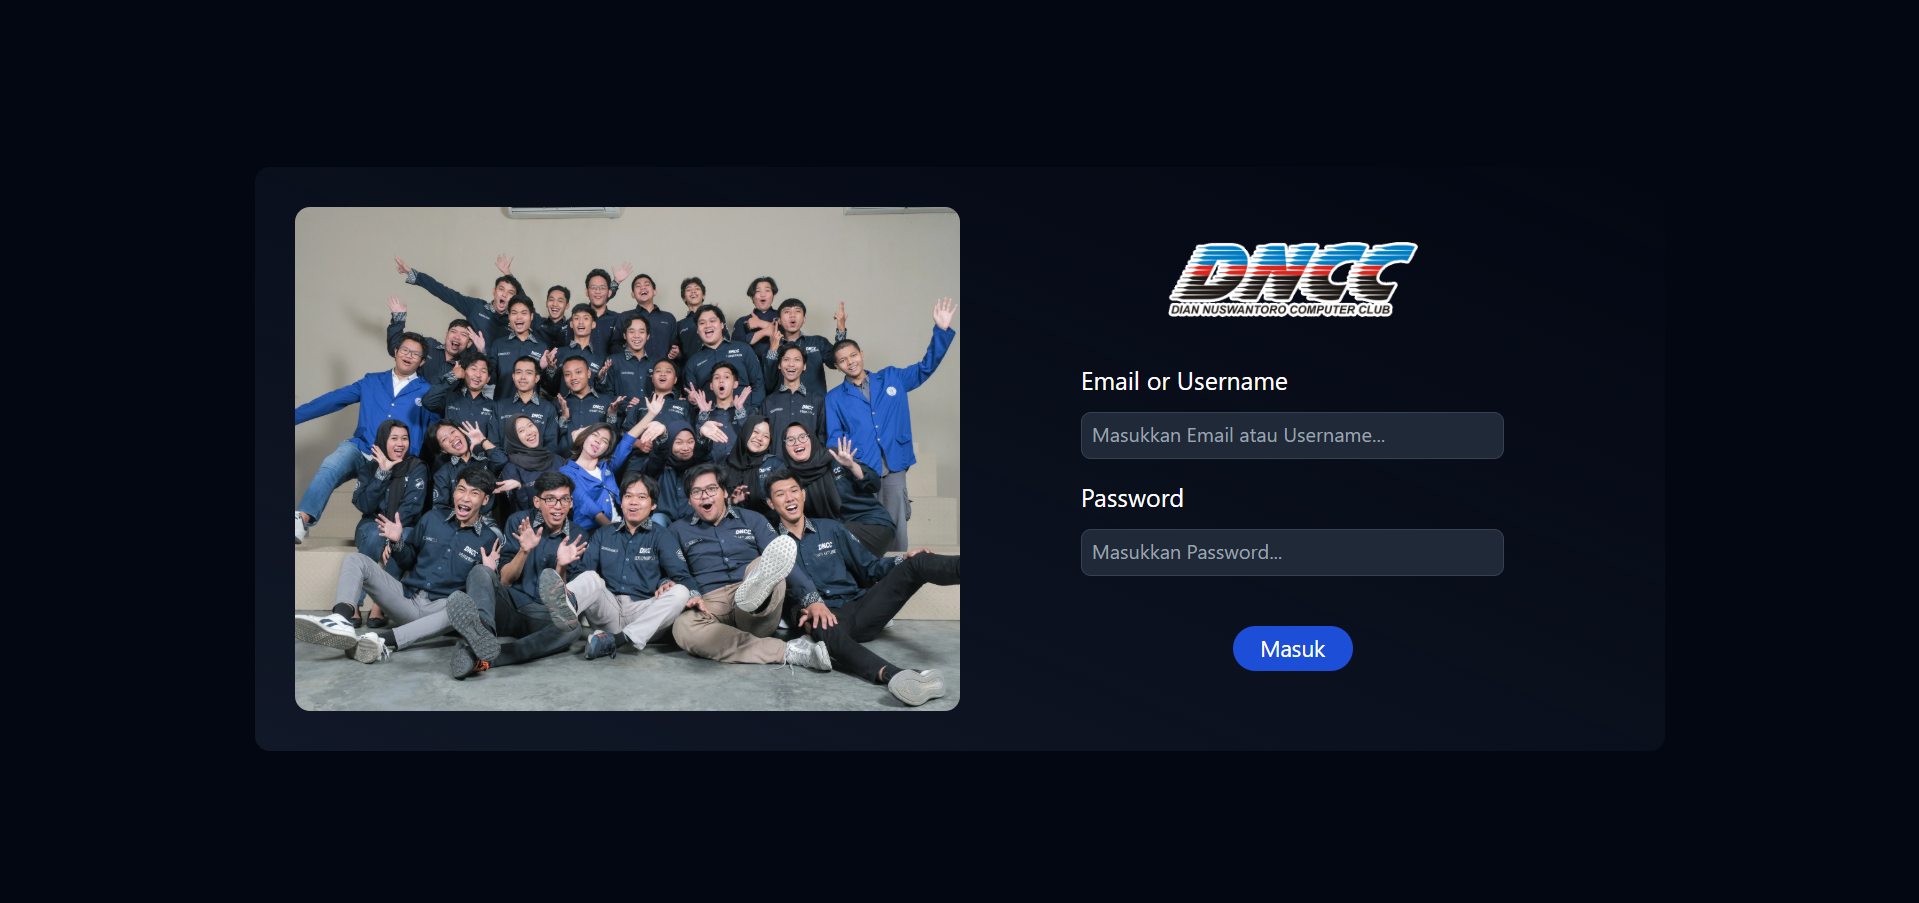 DNCC
DIAN NUSWANTORO COMPUTER CLUB
Email or Username
Masukkan Email atau Username...
Password
Masukkan Password...
Masuk